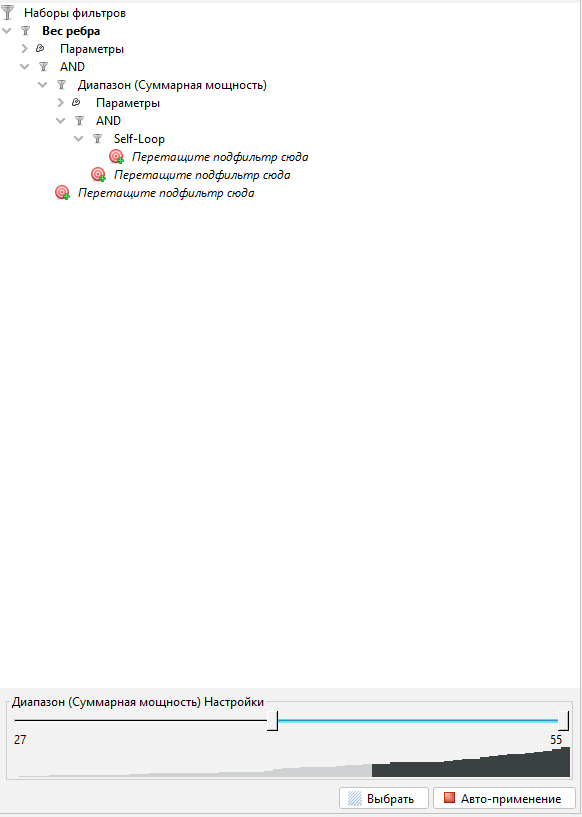 Наборы фильтров
Вес ребра
Параметры
AND
Диапазон (Суммарная мощность)
Параметры
AND
Self-Loop
Перетащите подфильтр сюда
Перетащите подфильтр сюда
Перетащите подфильтр сюда
Диапазон (Суммарная мощность) Настройки
27 55
Выбрать Авто-применение